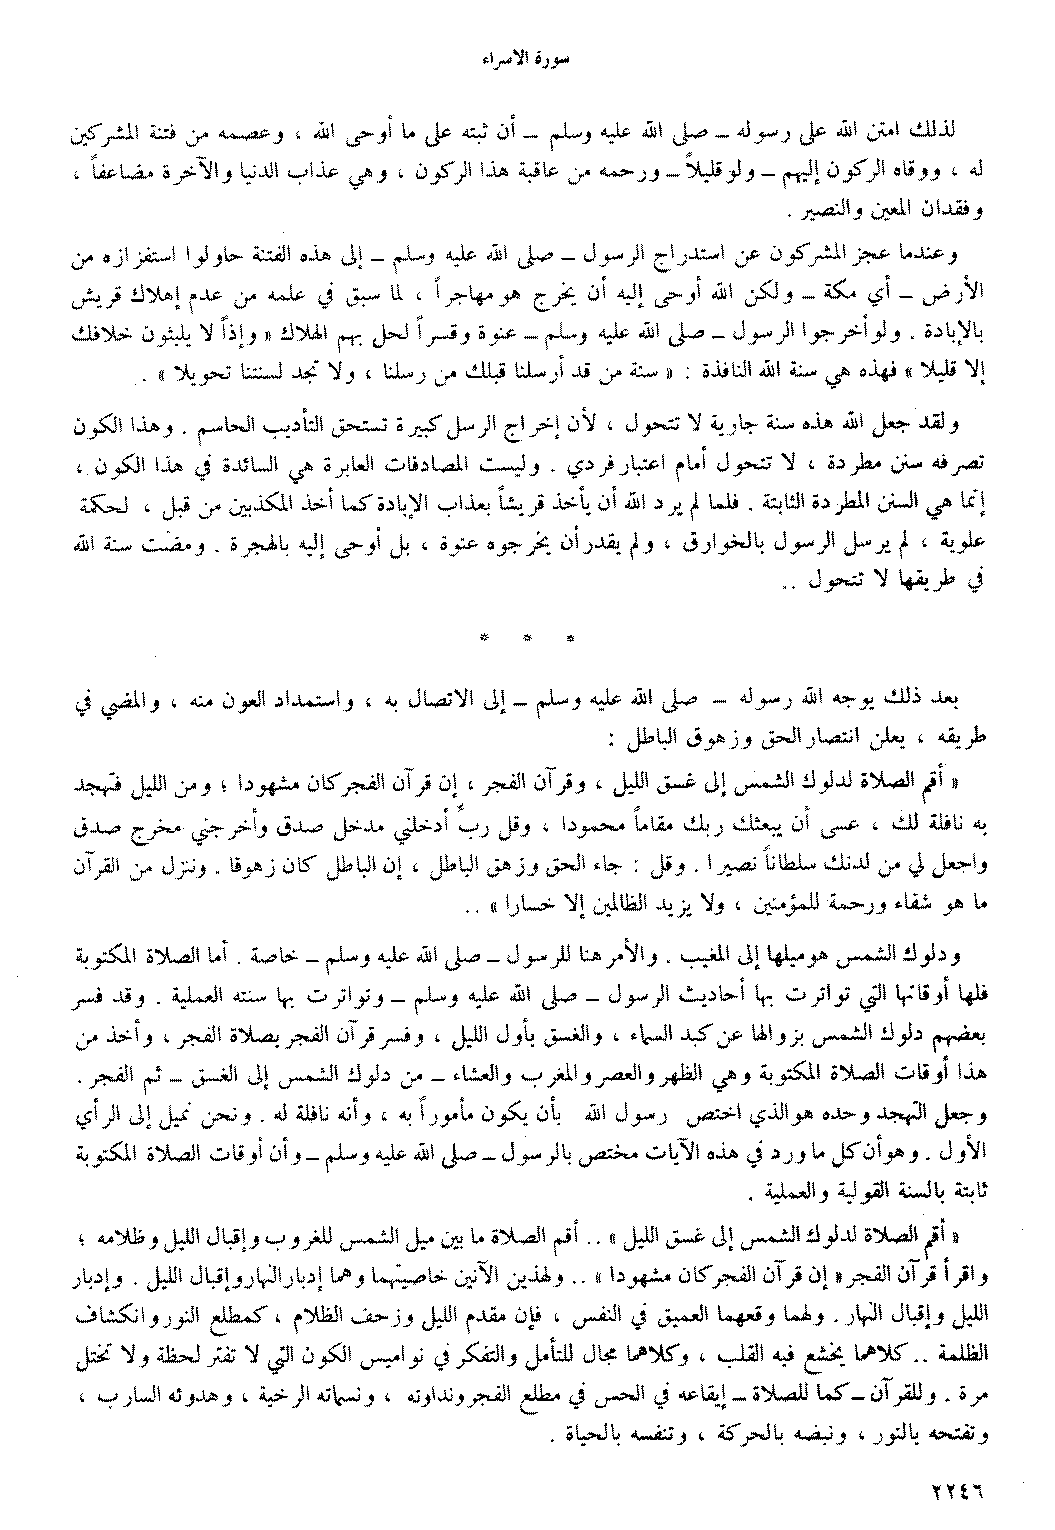 سورة الاسراء
لذلك امتن الله على رسوله – صلى الله عليه وسلم – أن ثبته على ما أوحى الله ، وعصمه من فتنة المشركين
له ، ووقاه الركون إليهم – ولو قليلاً – ورحمه من عاقبة هذا الركون ، وهي عذاب الدنيا والآخرة مضاعفاً ،
وفقدان المعين والنصير .
وعندما عجز المشركون عن استدراج الرسول – صلى الله عليه وسلم – إلى هذه الفتنة حاولوا استفزازه من
الأرض – أي مكة – ولكن الله أوحى إليه أن يخرج هو مهاجراً ، لما سبق في علمه من عدم إهلاك قريش
بالإبادة . ولو أخرجوا الرسول – صلى الله عليه وسلم – عنوة وقسراً لحل بهم الهلاك « وإذاً لا يلبثون خلافك
إلا قليلا » فهذه هي سنة الله النافذة : « سنة من قد أرسلنا قبلك من رسلنا ، ولا تجد لسنتنا تحويلا » .
ولقد جعل الله هذه سنة جارية لا تتحول ، لأن إخراج الرسل كبيرة تستحق التأديب الحاسم . وهذا الكون
تصرفه سنن مطردة ، لا تتحول أمام اعتبار فردي . وليست المصادفات العابرة هي السائدة في هذا الكون ،
إنما هي السنن المطردة الثابتة . فلما لم يرد الله أن يأخذ قريشاً بعذاب الإبادة كما أخذ المكذبين من قبل ، لحكمة
علوية ، لم يرسل الرسول بالخوارق ، ولم يقدر أن يخرجوه عنوة ، بل أوحى إليه بالهجرة . ومضت سنة الله
في طريقها لا تتحول ..
* * *
بعد ذلك يوجه الله رسوله – صلى الله عليه وسلم – إلى الاتصال به ، واستمداد العون منه ، والمضي في
طريقه ، يعلن انتصار الحق وزهوق الباطل :
« أقم الصلاة لدلوك الشمس إلى غسق الليل ، وقرآن الفجر ، إن قرآن الفجر كان مشهودا ؛ ومن الليل فتهجد
به نافلة لك ، عسى أن يبعثك ربك مقاماً محمودا ، وقل ربِّ أدخلني مدخل صدق وأخرجني مخرج صدق
واجعل لي من لدنك سلطاناً نصيرا . وقل : جاء الحق وزهق الباطل ، إن الباطل كان زهوقا . وننزل من القرآن
ما هو شفاء ورحمة للمؤمنين ، ولا يزيد الظالمين إلا خسارا » ..
ودلوك الشمس هو ميلها إلى المغيب . والأمر هنا للرسول – صلى الله عليه وسلم – خاصة . أما الصلاة المكتوبة
فلها أوقاتها التي تواترت بها أحاديث الرسول – صلى الله عليه وسلم – وتواترت بها سنته العملية . وقد فسر
بعضهم دلوك الشمس بزوالها عن كبد السماء ، والغسق بأول الليل ، وفسر قرآن الفجر بصلاة الفجر ، وأخذ من
هذا أوقات الصلاة المكتوبة وهي الظهر والعصر والمغرب والعشاء – من دلوك الشمس إلى الغسق – ثم الفجر .
وجعل التهجد وحده هو الذي اختص رسول الله بأن يكون مأموراً به ، وأنه نافلة له . ونحن نميل إلى الرأي
الأول . وهو أن كل ما ورد في هذه الآيات مختص بالرسول – صلى الله عليه وسلم – وأن أوقات الصلاة المكتوبة
ثابتة بالسنة القولية والعملية .
« أقم الصلاة لدلوك الشمس إلى غسق الليل » .. أقم الصلاة ما بين ميل الشمس للغروب وإقبال الليل وظلامه ؛
واقرأ قرآن الفجر « إن قرآن الفجر كان مشهودا » .. ولهذين الآنين خاصيتهما وهما إدبار النهار وإقبال الليل . وإدبار
الليل وإقبال النهار . ولهما وقعهما العميق في النفس ، فإن مقدم الليل وزحف الظلام ، كمطلع النور وانكشاف
الظلمة .. كلاهما يخشع فيه القلب ، وكلاهما مجال للتأمل والتفكر في نواميس الكون التي لا تفتر لحظة ولا تختل
مرة . وللقرآن – كما للصلاة – إيقاعه في الحس في مطلع الفجر ونداوته ، ونسماته الرخية ، وهدوئه السارب ،
وتفتحه بالنور ، ونبضه بالحركة ، وتنفسه بالحياة .
٢٢٤٦